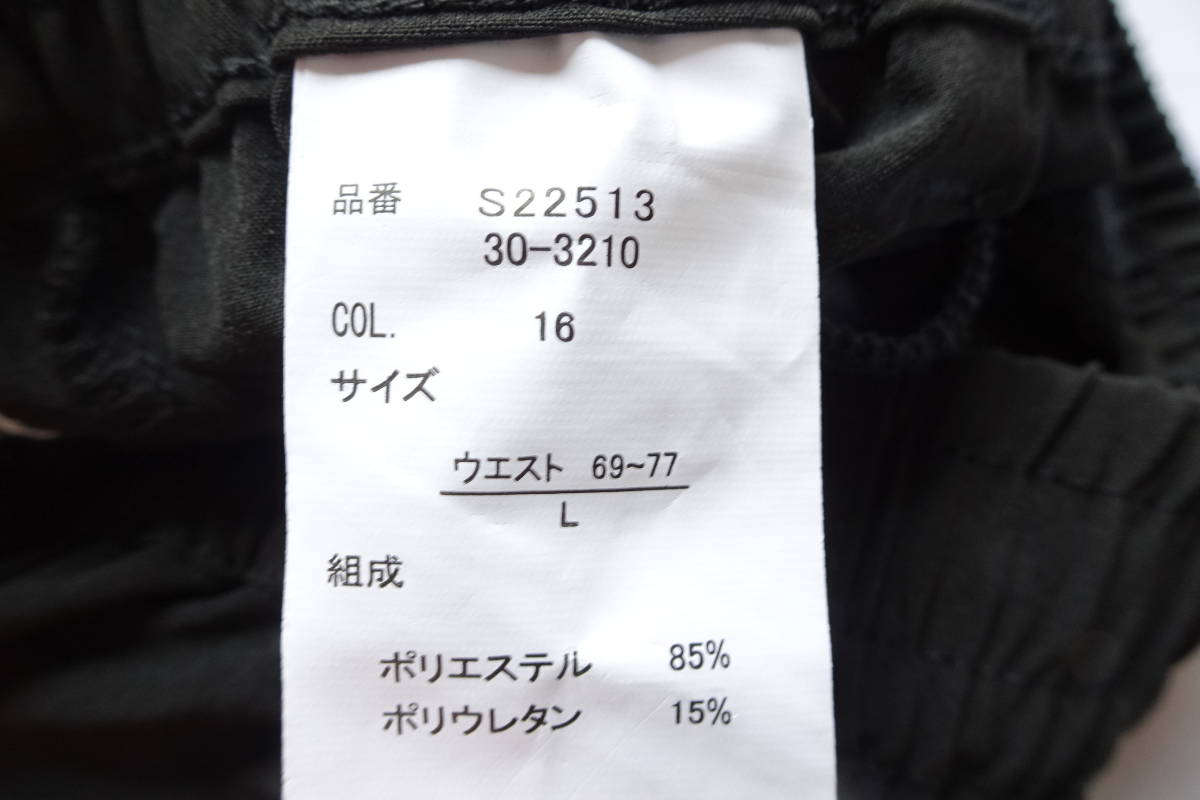 品番 S22513
30-3210
COL. 16
サイズ
ウエスト 69~77
L
組成
ポリエステル 85%
ポリウレタン 15%